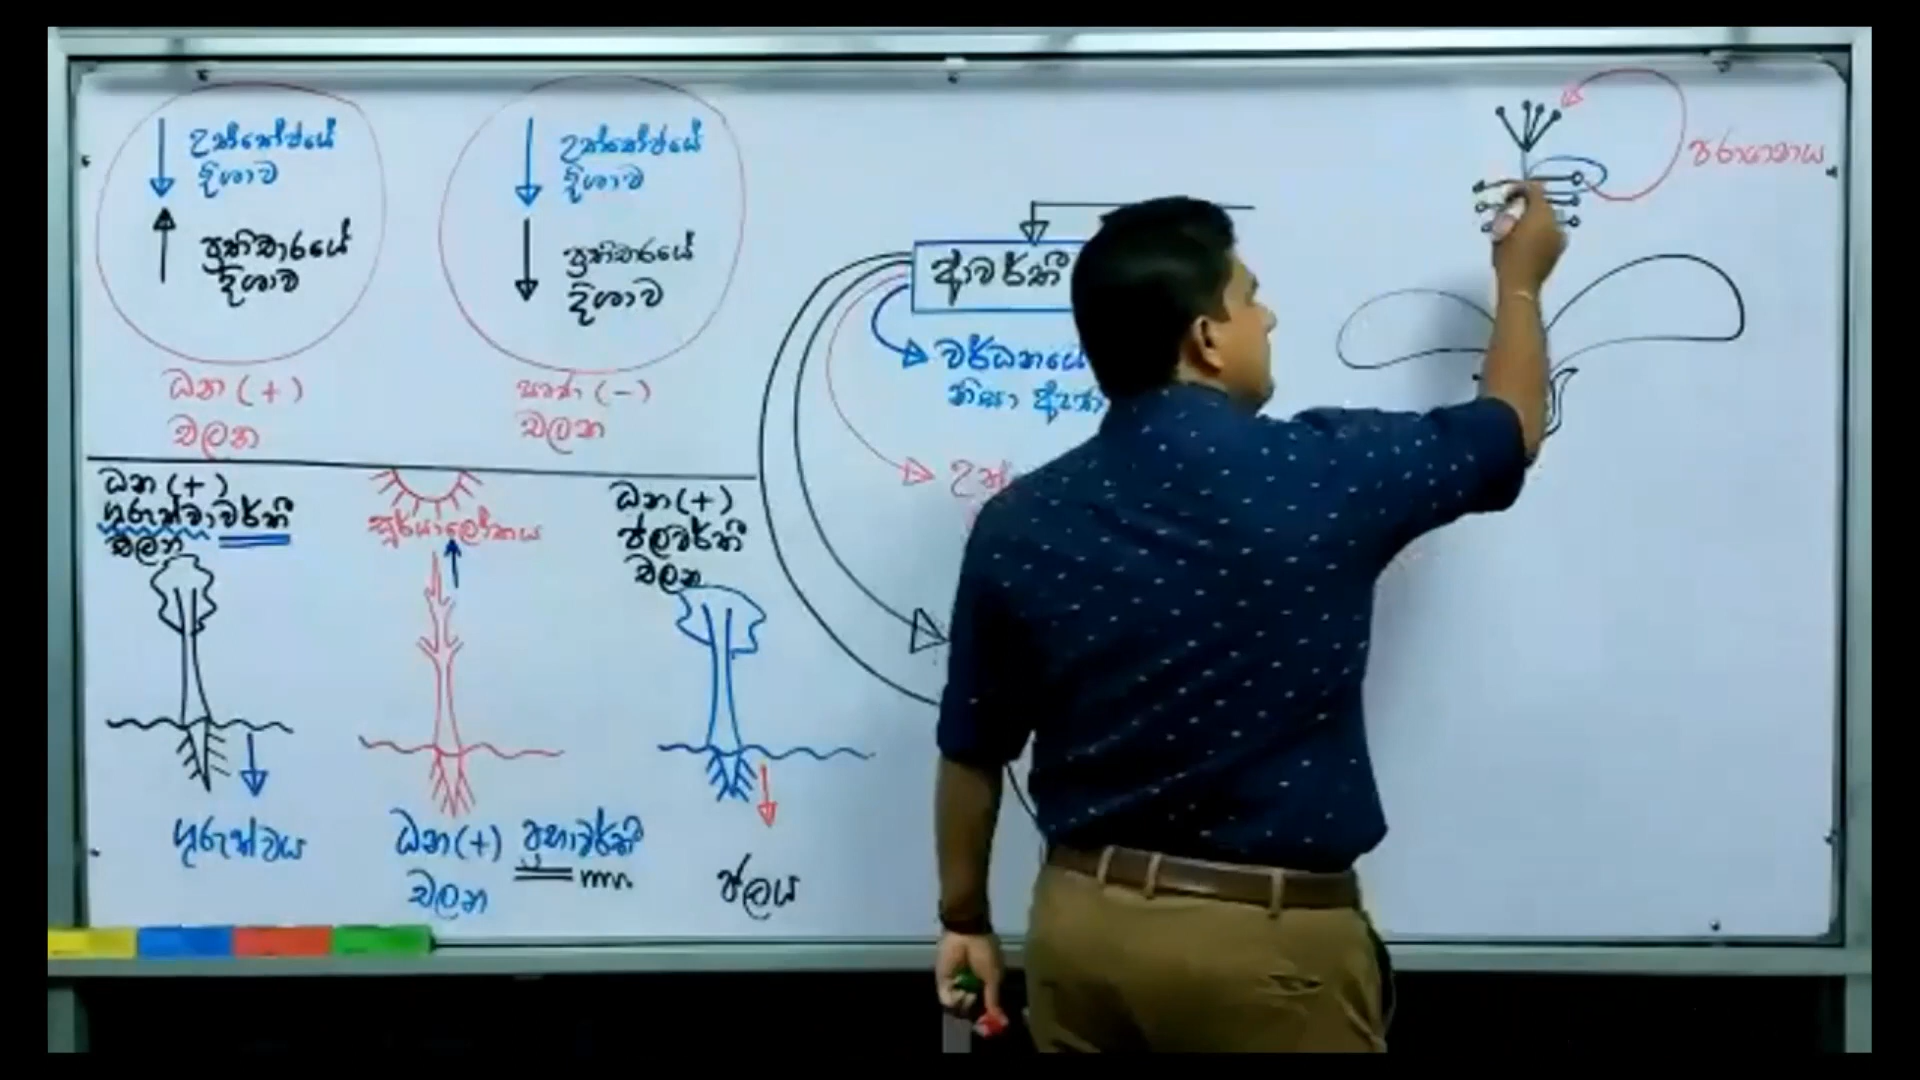 උත්තේජයේ
දිශාව
ප්‍රතිචාරයේ
දිශාව
ධන (+)
චලන
උත්තේජයේ
දිශාව
ප්‍රතිචාරයේ
දිශාව
සෘණ (-)
චලන
ධන (+)
ගුරුත්වාවර්තී
චලන
ගුරුත්වය
සූර්යාලෝකය
ධන (+) ප්‍රභාවර්තී
චලන
ධන (+)
ජලාවර්තී
චලන
ජලය
ආවර්තී
වර්ධනයේ
නිසා
පරාගනය